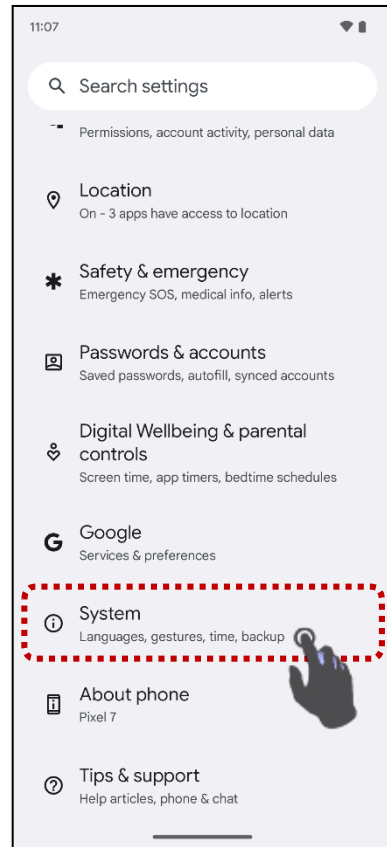 11:07
Search settings
Permissions, account activity, personal data
Location
On - 3 apps have access to location
Safety & emergency
Emergency SOS, medical info, alerts
Passwords & accounts
Saved passwords, autofill, synced accounts
Digital Wellbeing & parental
controls
Screen time, app timers, bedtime schedules
Google
Services & preferences
System
Languages, gestures, time, backup
About phone
Pixel 7
Tips & support
Help articles, phone & chat